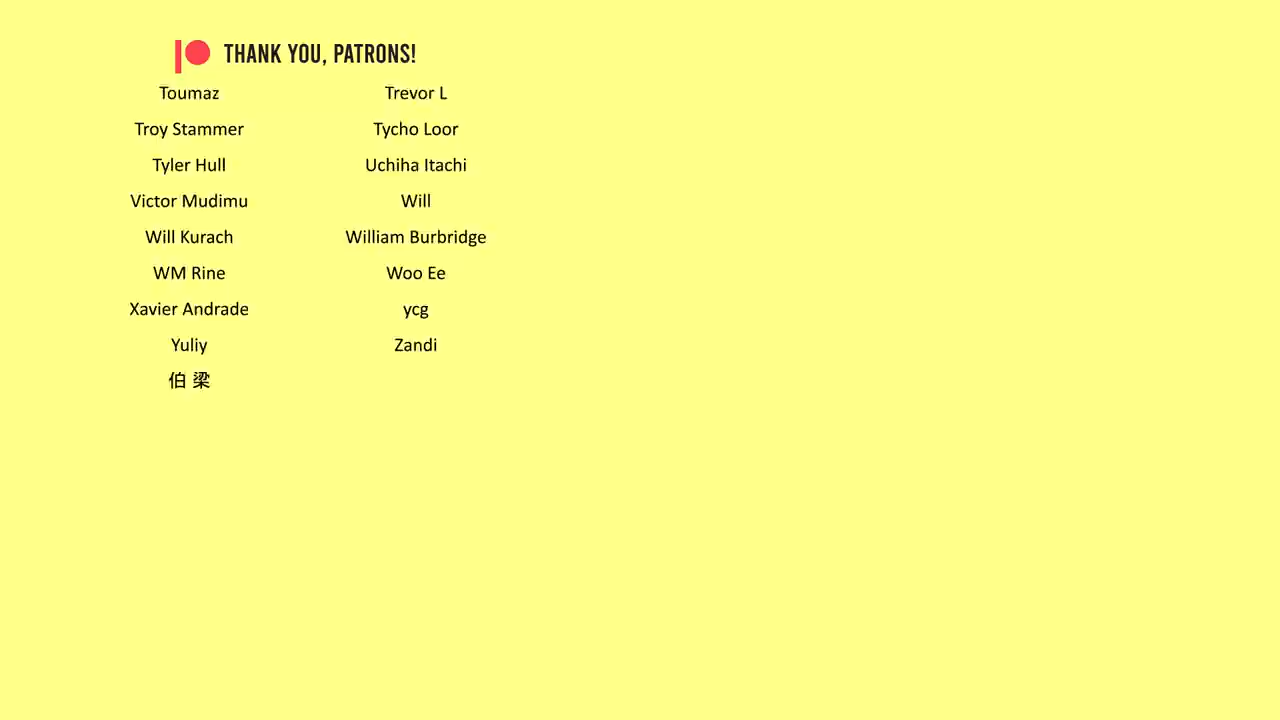 THANK YOU, PATRONS!
Toumaz Trevor L
Troy Stammer Tycho Loor
Tyler Hull Uchiha Itachi
Victor Mudimu Will
Will Kurach William Burbridge
WM Rine Woo Ee
Xavier Andrade ycg
Yuliy Zandi
伯 梁